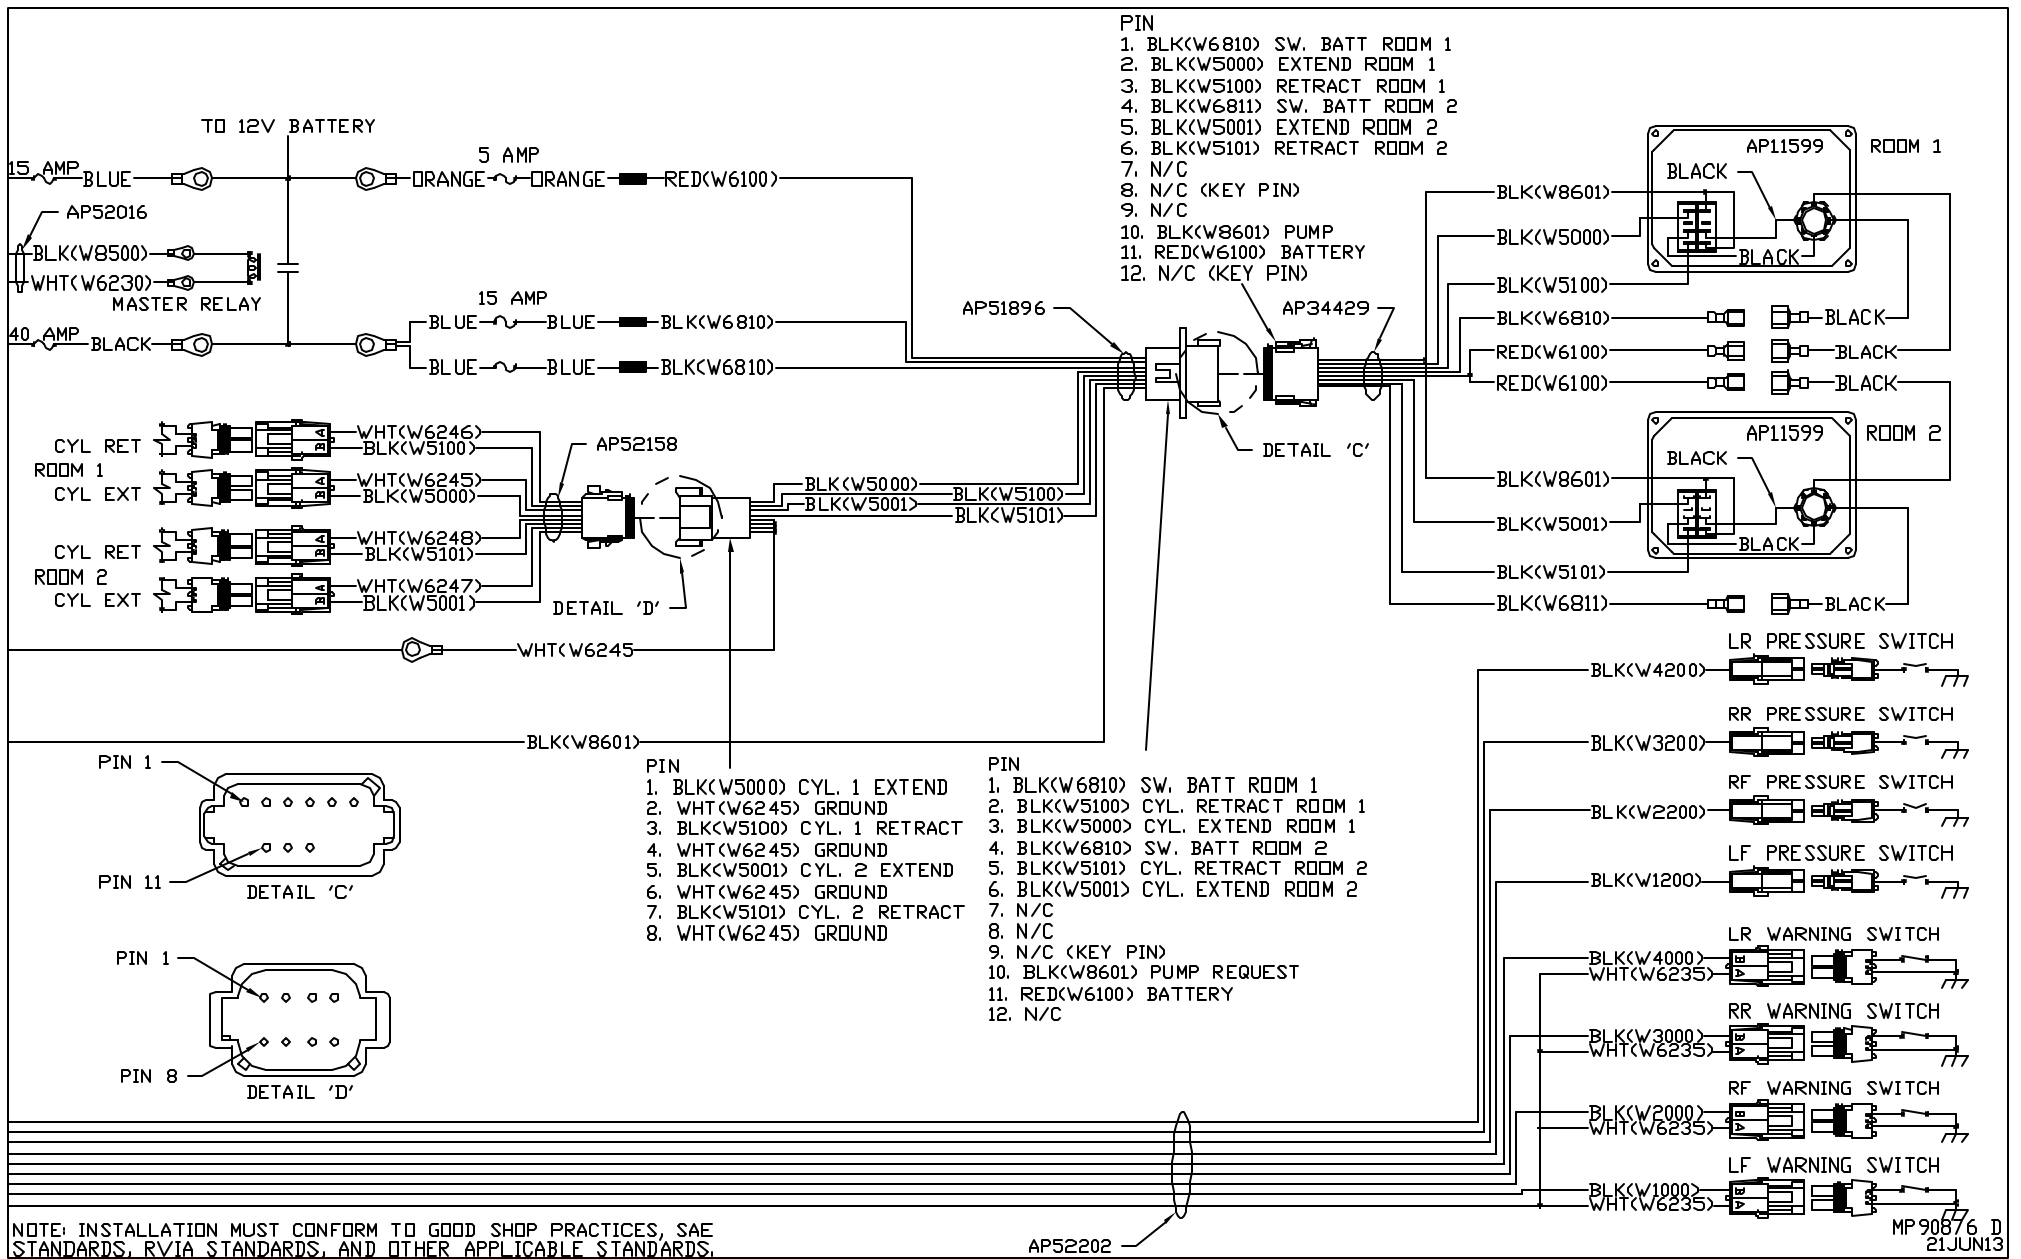 PIN
1. BLK(W6810) SW. BATT ROOM 1
2. BLK(W5000) EXTEND ROOM 1
3. BLK(W5100) RETRACT ROOM 1
4. BLK(W6811) SW. BATT ROOM 2
5. BLK(W5001) EXTEND ROOM 2
6. BLK(W5101) RETRACT ROOM 2
7. N/C
8. N/C (KEY PIN)
9. N/C
10. BLK(W8601) PUMP
11. RED(W6100) BATTERY
12. N/C (KEY PIN)
TO 12V BATTERY
15 AMP
BLUE
5 AMP
ORANGE
ORANGE
RED(W6100)
AP52016
BLK(W8500)
WHT(W6230)
MASTER RELAY
40 AMP
BLACK
15 AMP
BLUE
BLUE
BLK(W6810)
BLUE
BLUE
BLK(W6810)
AP51896
AP34429
DETAIL 'C'
AP11599
ROOM 1
BLACK
BLACK
BLK(W8601)
BLK(W5000)
BLK(W5100)
BLK(W6810)
BLACK
RED(W6100)
BLACK
RED(W6100)
BLACK
AP11599
ROOM 2
BLACK
BLACK
BLK(W8601)
BLK(W5001)
BLK(W5101)
BLK(W6811)
BLACK
CYL RET
ROOM 1
CYL EXT
CYL RET
ROOM 2
CYL EXT
A
B
A
B
A
B
A
B
WHT(W6246)
BLK(W5100)
WHT(W6245)
BLK(W5000)
WHT(W6248)
BLK(W5101)
WHT(W6247)
BLK(W5001)
AP52158
DETAIL 'D'
BLK(W5000)
BLK(W5100)
BLK(W5001)
BLK(W5101)
WHT(W6245
BLK(W8601)
PIN
1. BLK(W5000) CYL. 1 EXTEND
2. WHT(W6245) GROUND
3. BLK(W5100) CYL. 1 RETRACT
4. WHT(W6245) GROUND
5. BLK(W5001) CYL. 2 EXTEND
6. WHT(W6245) GROUND
7. BLK(W5101) CYL. 2 RETRACT
8. WHT(W6245) GROUND
PIN
1. BLK(W6810) SW. BATT ROOM 1
2. BLK(W5100) CYL. RETRACT ROOM 1
3. BLK(W5000) CYL. EXTEND ROOM 1
4. BLK(W6810) SW. BATT ROOM 2
5. BLK(W5101) CYL. RETRACT ROOM 2
6. BLK(W5001) CYL. EXTEND ROOM 2
7. N/C
8. N/C
9. N/C (KEY PIN)
10. BLK(W8601) PUMP REQUEST
11. RED(W6100) BATTERY
12. N/C
PIN 1
PIN 11
DETAIL 'C'
PIN 1
PIN 8
DETAIL 'D'
LR PRESSURE SWITCH
BLK(W4200)
RR PRESSURE SWITCH
BLK(W3200)
RF PRESSURE SWITCH
BLK(W2200)
LF PRESSURE SWITCH
BLK(W1200)
LR WARNING SWITCH
BLK(W4000)
WHT(W6235)
B
A
RR WARNING SWITCH
BLK(W3000)
WHT(W6235)
B
A
RF WARNING SWITCH
BLK(W2000)
WHT(W6235)
B
A
LF WARNING SWITCH
BLK(W1000)
WHT(W6235)
B
A
AP52202
NOTE: INSTALLATION MUST CONFORM TO GOOD SHOP PRACTICES, SAE
STANDARDS, RVIA STANDARDS, AND OTHER APPLICABLE STANDARDS.
MP90876 D
21JUN13